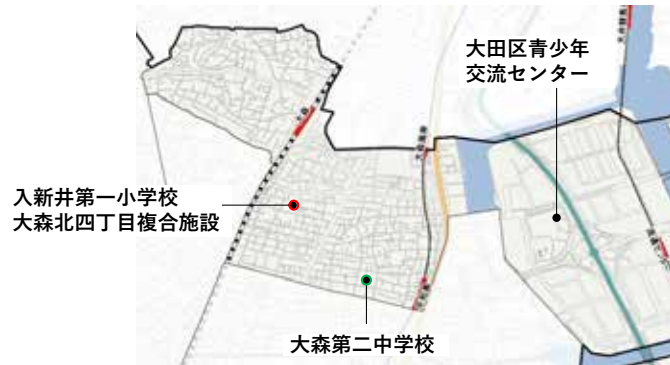 大田区青少年
交流センター
入新井第一小学校
大森北四丁目複合施設
大森第二中学校